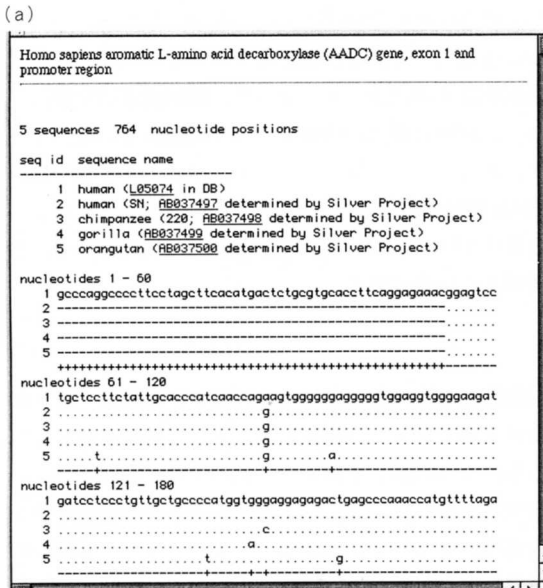 (a)
Homo sapiens aromatic L-amino acid decarboxylase (AADC) gene, exon 1 and
promoter region
5 sequences 764 nucleotide positions
seq id sequence name
------------------------------
1 human (L05074 in DB)
2 human (SN; AB037497 determined by Silver Project)
3 chimpanzee (220; AB037498 determined by Silver Project)
4 gorilla (AB037499 determined by Silver Project)
5 orangutan (AB037500 determined by Silver Project)
nucleotides 1 - 60
1 gcccaggccccttcctagcttcacatgactctgcgtgcaccttcaggagaaacggagtcc
2 -----------------------------------------------------.......
3 -----------------------------------------------------.......
4 -----------------------------------------------------.......
5 -----------------------------------------------------.......
+++++++++++++++++++++++++++++++++++++++++++++++++++++-------
nucleotides 61 - 120
1 tgctccttctattgcacccatcaaccagaagtggggggagggggtggaggtggggaagat
2 ............................g...............................
3 ............................g...............................
4 ............................g...............................
5 .....t......................g........a......................
-----+----------------------+--------+----------------------
nucleotides 121 - 180
1 gatcctccctgttgctgccccatggtgggaggagagactgagcccaaaccatgttttaga
2 ............................................................
3 ............................c...............................
4 ..........................a.................................
5 ....................t.................g.....................
--------------------+-----+-+---------+---------------------